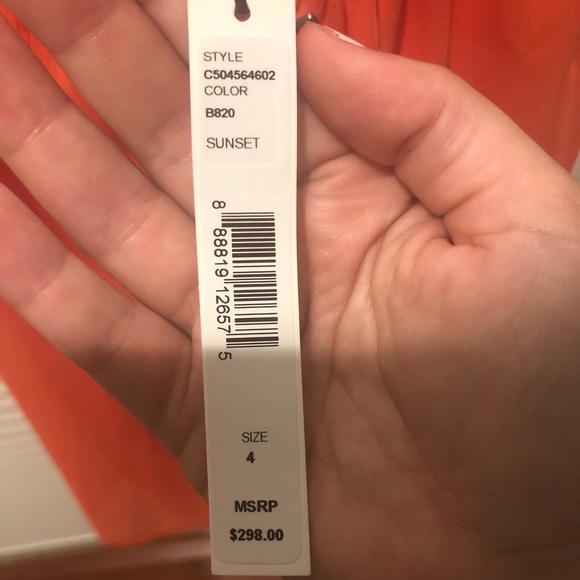 STYLE
C504564602
COLOR
B820
SUNSET
8 88819 12657 5
SIZE
4
MSRP
$298.00